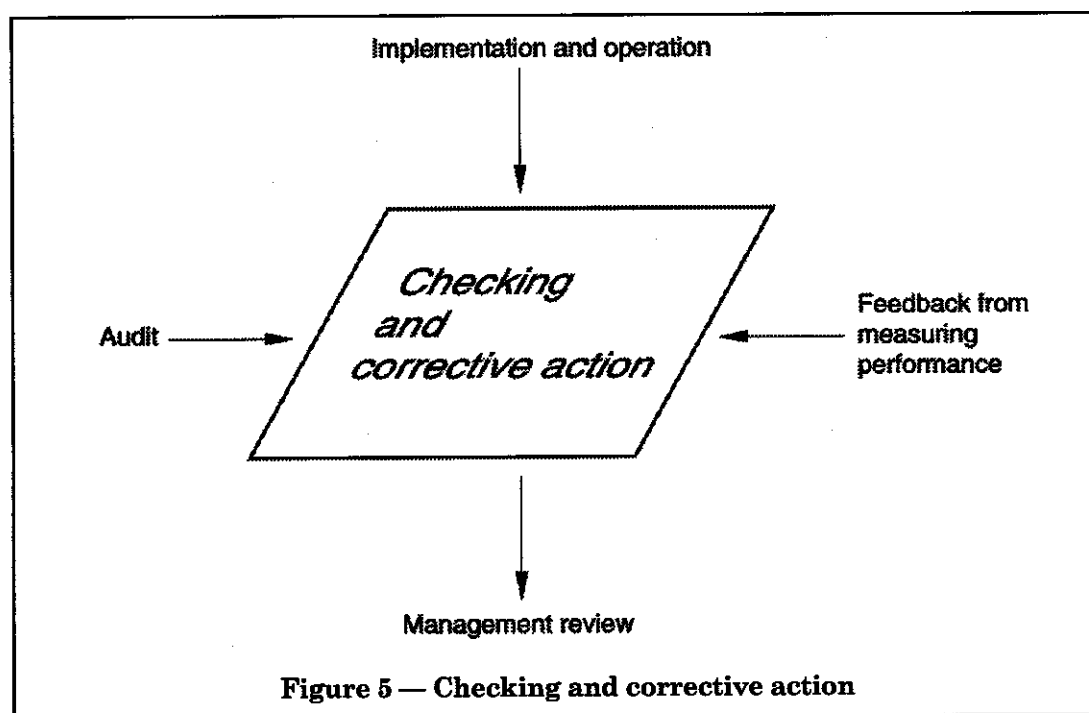 Implementation and operation
Checking
and
corrective action
Audit
Feedback from
measuring
performance
Management review
Figure 5 — Checking and corrective action